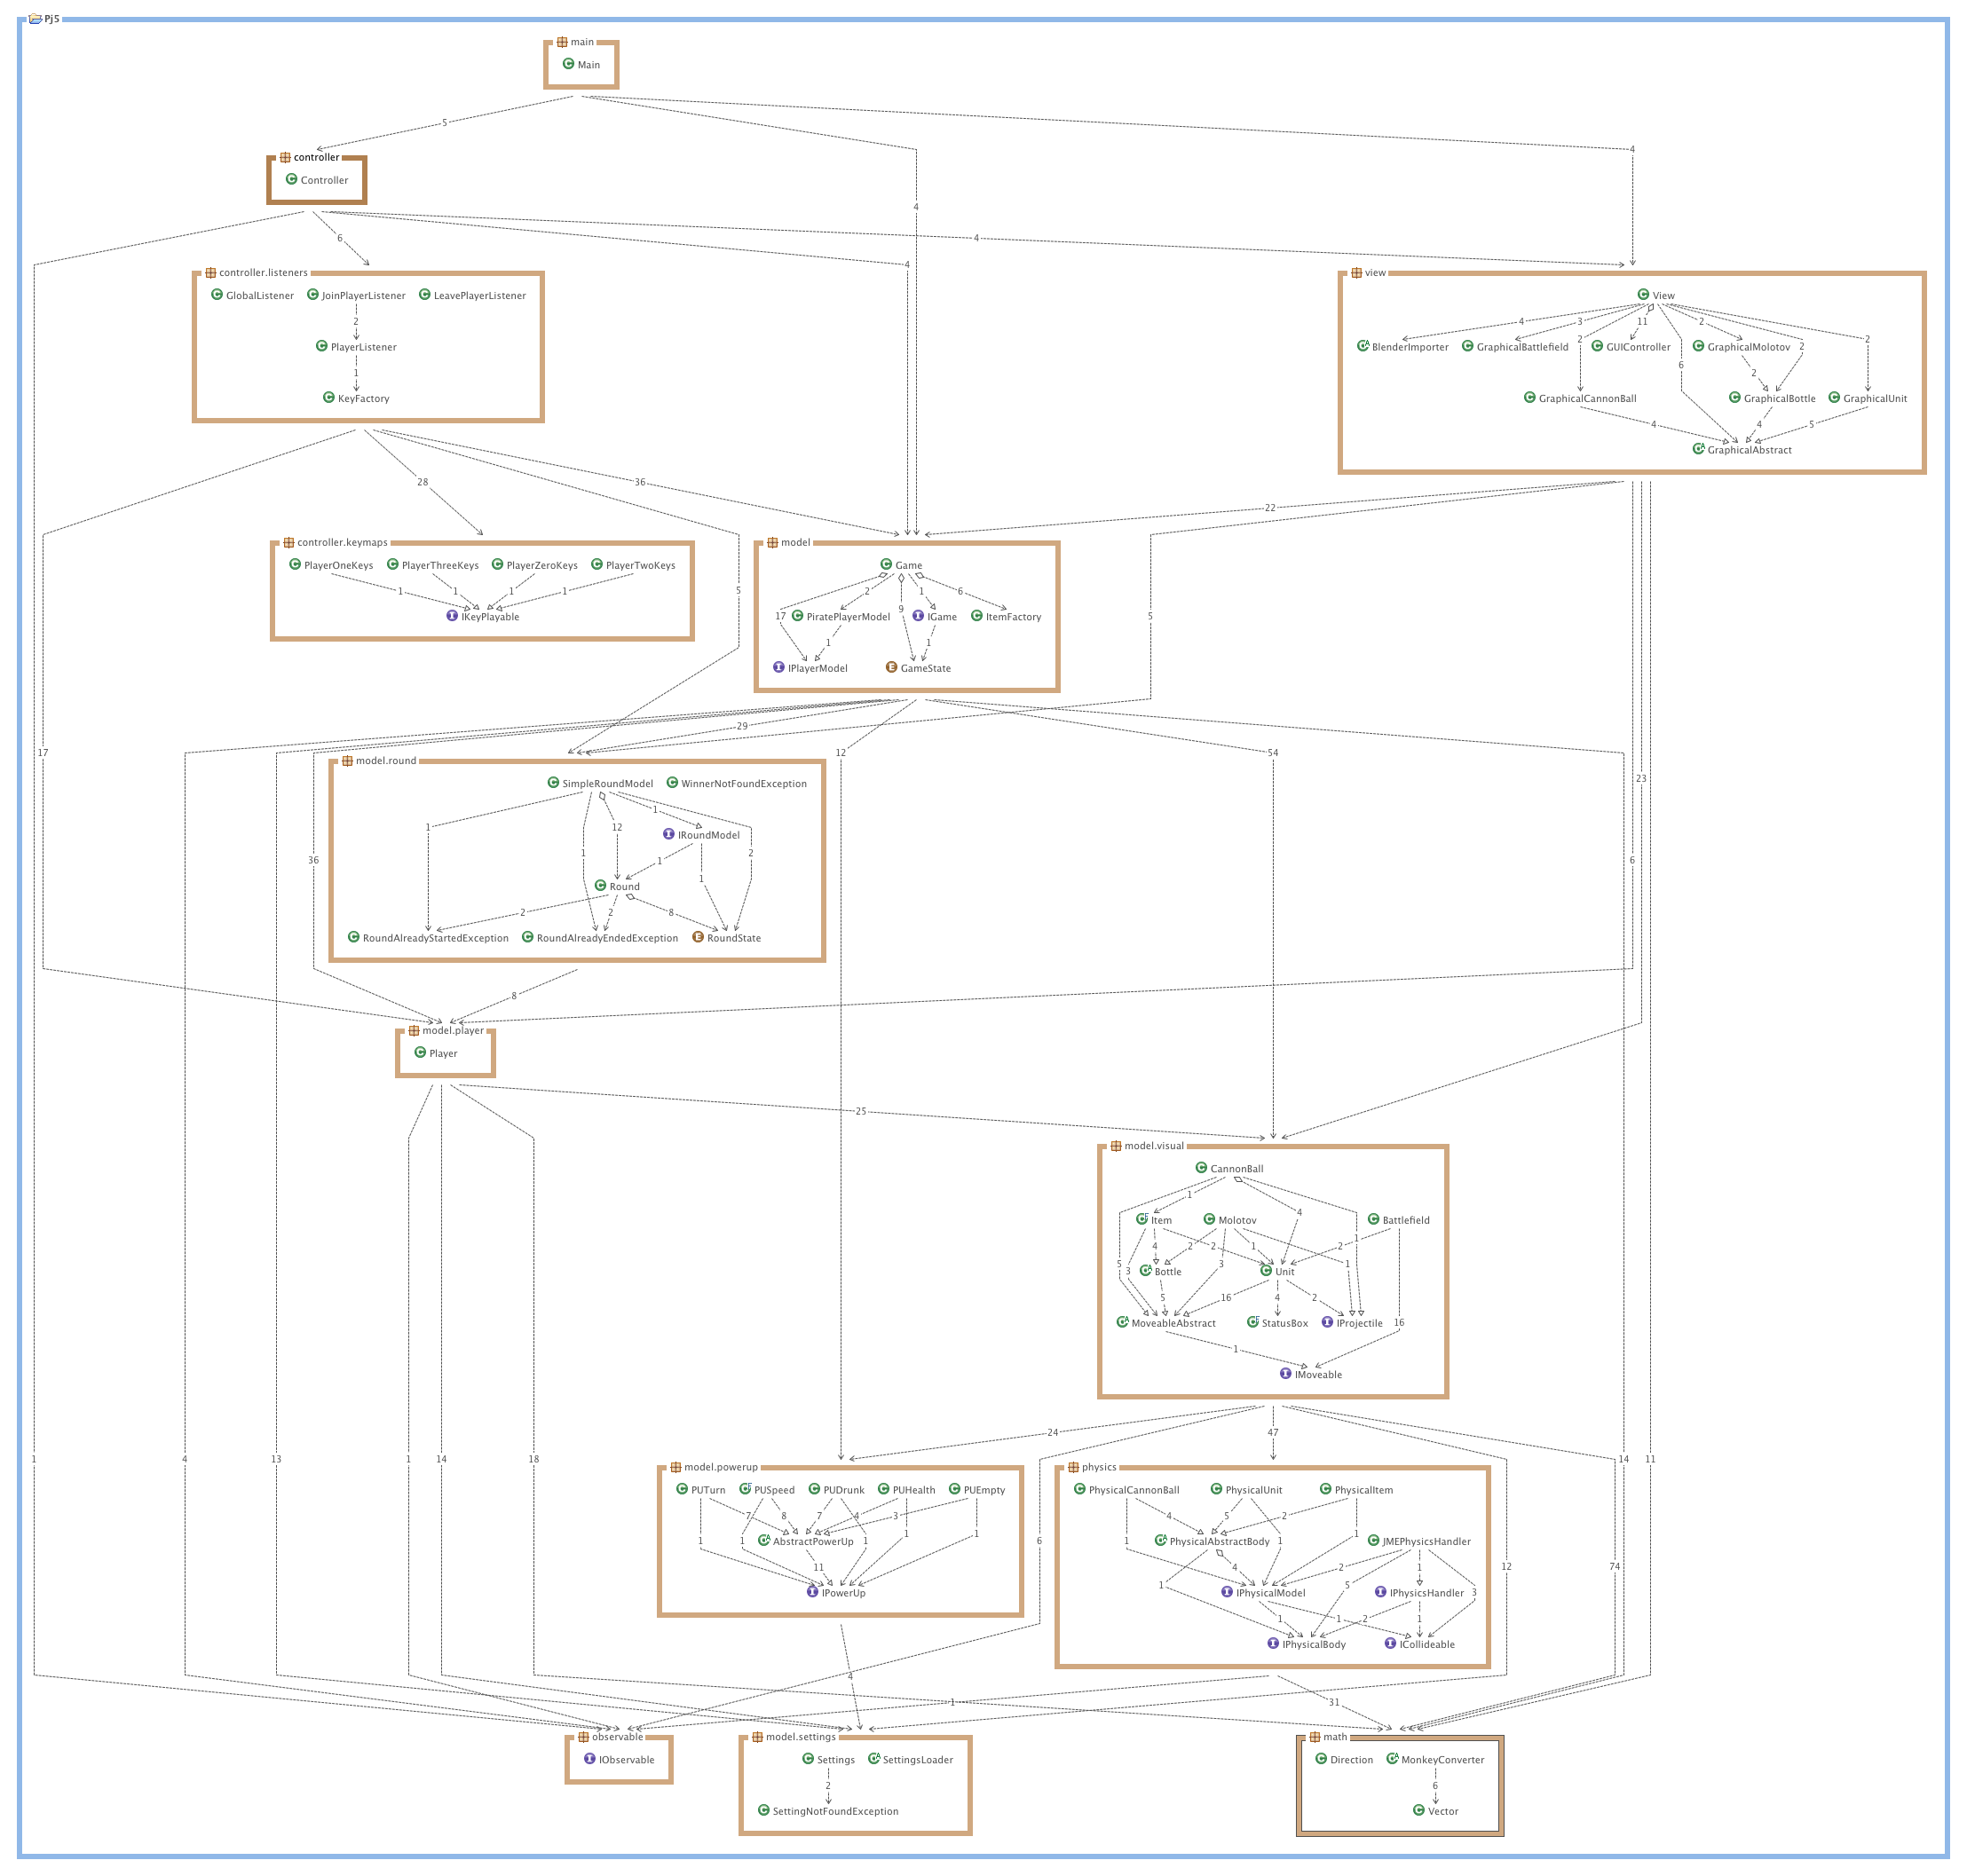 Pj5
main
Main
5
4
4
controller
Controller
6
4
4
1
controller.listeners
GlobalListener JoinPlayerListener LeavePlayerListener
2
PlayerListener
1
KeyFactory
view
View
4 3 11 2
2 6 2 2
BlenderImporter GraphicalBattlefield GUIController GraphicalMolotov
2
GraphicalCannonBall GraphicalBottle GraphicalUnit
4 4 5
GraphicalAbstract
28
36
5
17
22
5
6
23
11
controller.keymaps
PlayerOneKeys PlayerThreeKeys PlayerZeroKeys PlayerTwoKeys
1 1 1 1
IKeyPlayable
model
Game
2 1 6
17 9
PiratePlayerModel IGame ItemFactory
1 1
IPlayerModel GameState
29
12
54
4
13
36
14
model.round
SimpleRoundModel WinnerNotFoundException
1
1 12
IRoundModel
1 1 2
1
Round
2 2 8
RoundAlreadyStartedException RoundAlreadyEndedException RoundState
8
model.player
Player
25
1
14
18
model.visual
CannonBall
1
4
Item Molotov Battlefield
4 2 2 1 2 1
5 3 3 1
Bottle Unit
5 16 4 2 16
MoveableAbstract StatusBox IProjectile
1
IMoveable
24
47
6
12
74
model.powerup
PUTurn PUSpeed PUDrunk PUHealth PUEmpty
7 8 7 4 3
1 1 1 1 1
AbstractPowerUp
11
IPowerUp
4
physics
PhysicalCannonBall PhysicalUnit PhysicalItem
4 5 2
1 1 1
PhysicalAbstractBody JMEPhysicsHandler
4 2 1
1 5 3
IPhysicalModel IPhysicsHandler
1 1 2 1
IPhysicalBody ICollideable
1
31
observable
IObservable
model.settings
Settings SettingsLoader
2
SettingNotFoundException
math
Direction MonkeyConverter
6
Vector